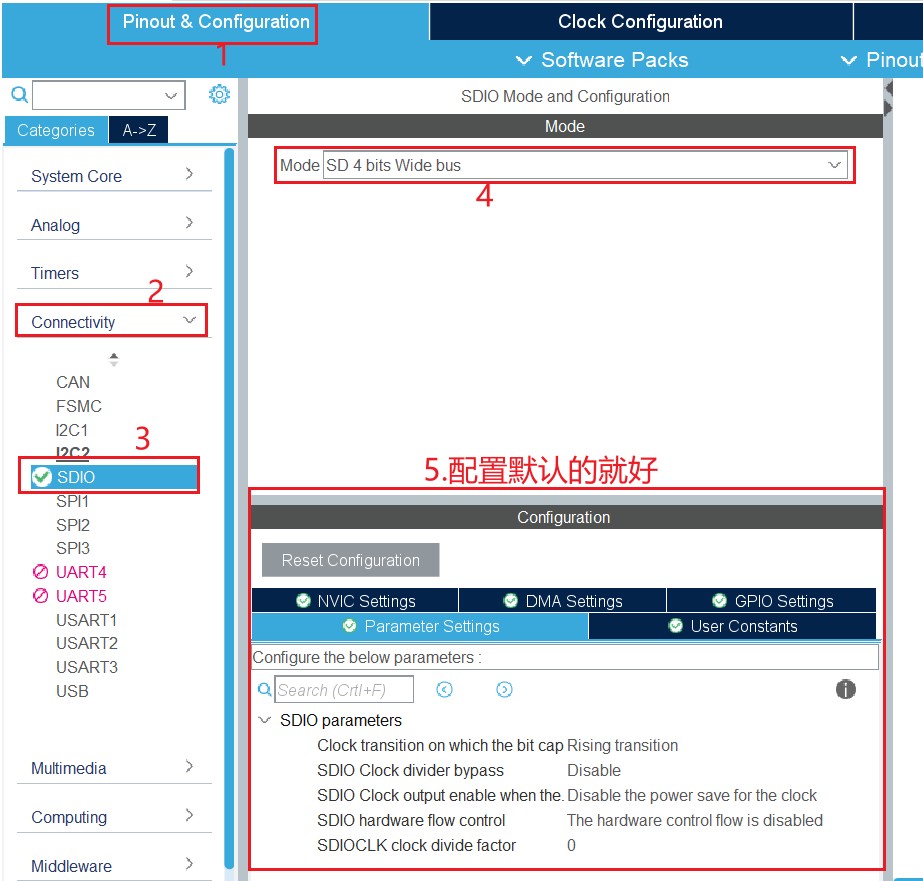 Pinout & Configuration
Clock Configuration
1
Software Packs
Pinout
Categories
A->Z
System Core
Analog
Timers
2
Connectivity
CAN
FSMC
I2C1
3
I2C2
SDIO
SPI1
SPI2
SPI3
UART4
UART5
USART1
USART2
USART3
USB
Multimedia
Computing
Middleware
SDIO Mode and Configuration
Mode
Mode SD 4 bits Wide bus
4
5.配置默认的就好
Configuration
Reset Configuration
NVIC Settings
DMA Settings
GPIO Settings
Parameter Settings
User Constants
Configure the below parameters :
Search (Crtl+F)
SDIO parameters
Clock transition on which the bit cap Rising transition
SDIO Clock divider bypass Disable
SDIO Clock output enable when the. Disable the power save for the clock
SDIO hardware flow control The hardware control flow is disabled
SDIOCLK clock divide factor 0